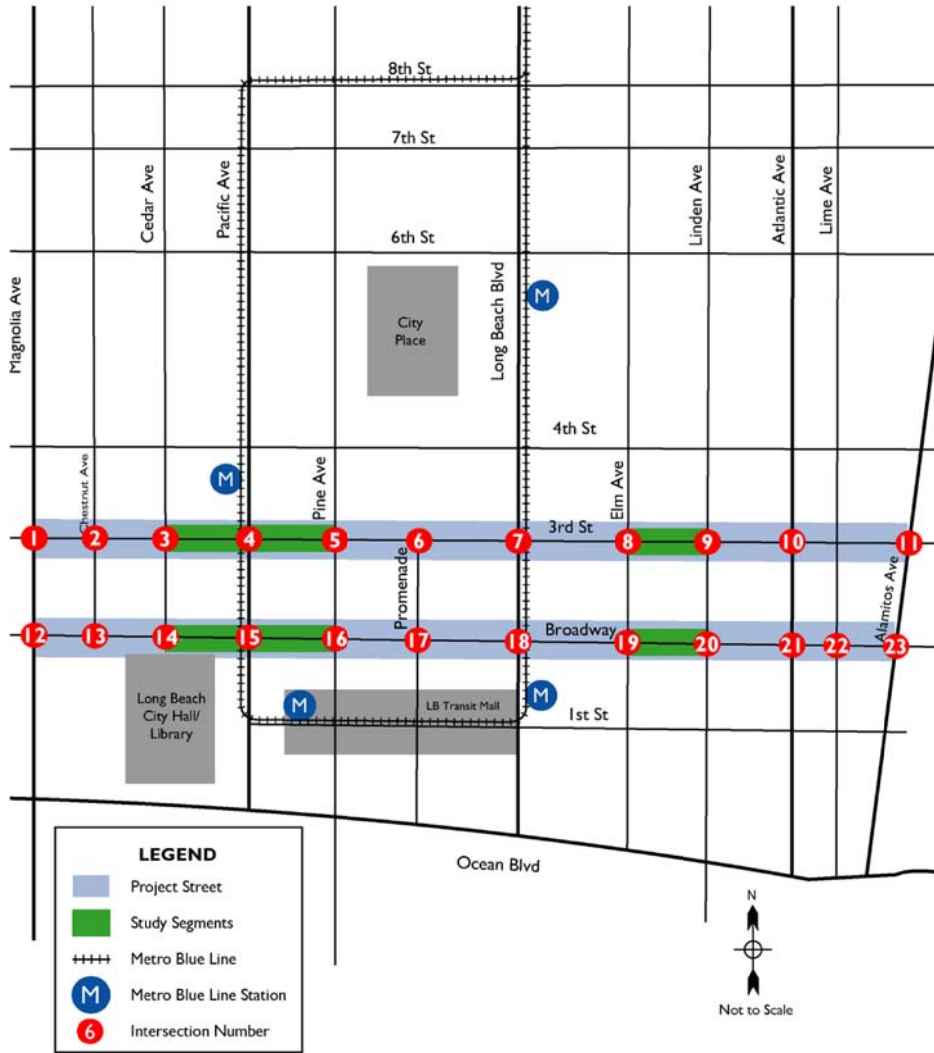 8th St
7th St
6th St
Cedar Ave
Pacific Ave
Linden Ave
Atlantic Ave
Lime Ave
Magnolia Ave
Long Beach Blvd
M
City
Place
4th St
M
Chestnut Ave
Pine Ave
Elm Ave
3rd St
1
2
3
4
5
6
7
8
9
10
11
Promenade
Alamitos Ave
Broadway
12
13
14
15
16
17
18
19
20
21
22
23
Long Beach
City Hall/
Library
M
LB Transit Mall
M
1st St
Ocean Blvd
LEGEND
Project Street
Study Segments
Metro Blue Line
M Metro Blue Line Station
6 Intersection Number
N
Not to Scale